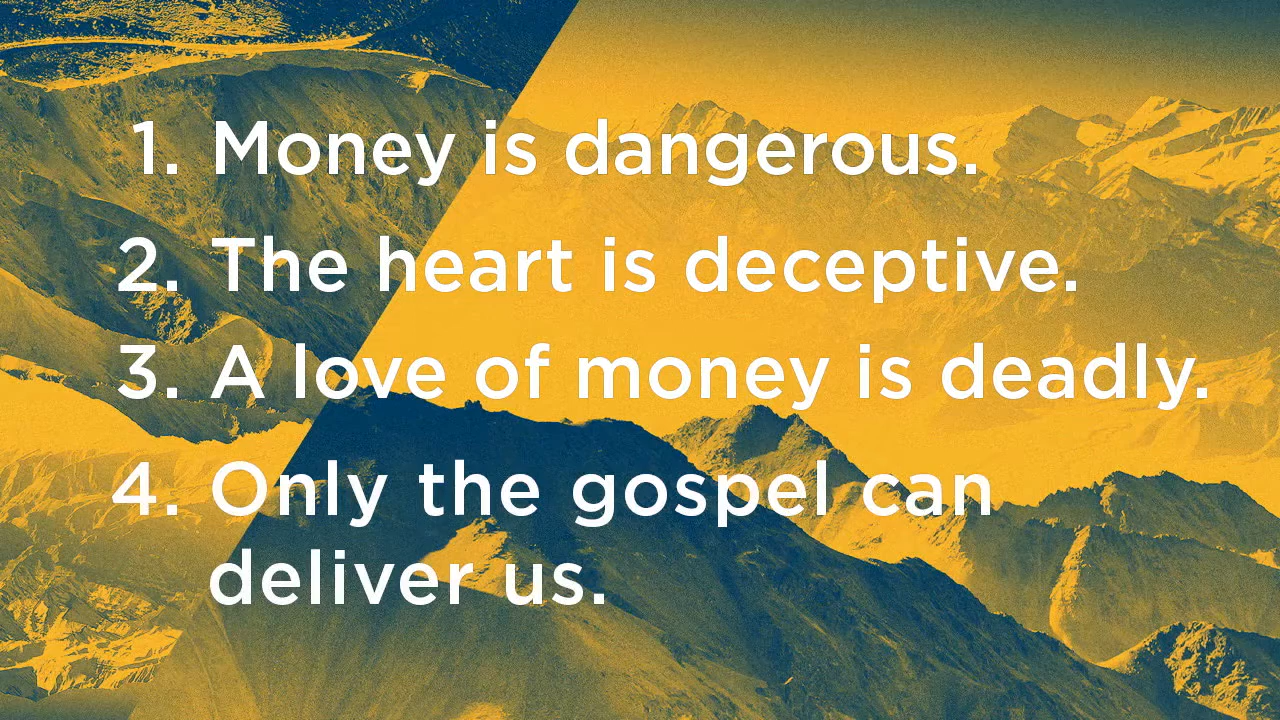 1. Money is dangerous.
2. The heart is deceptive.
3. A love of money is deadly.
4. Only the gospel can
deliver us.